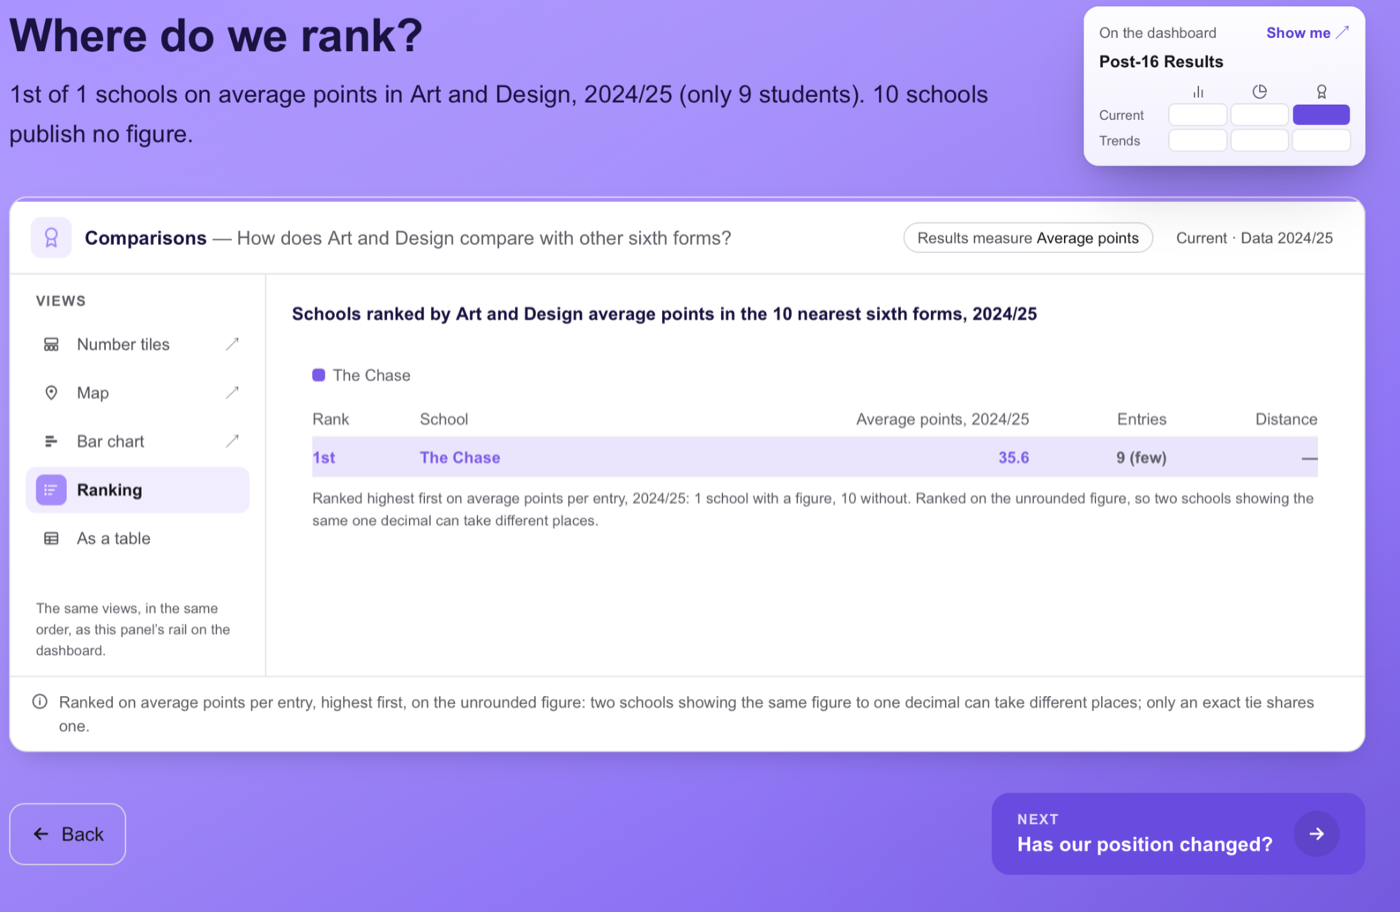 Where do we rank?
1st of 1 schools on average points in Art and Design, 2024/25 (only 9 students). 10 schools
publish no figure.
On the dashboard
Show me
Post-16 Results
Current
Trends
Comparisons — How does Art and Design compare with other sixth forms?
Results measure Average points
Current · Data 2024/25
VIEWS
Number tiles
Map
Bar chart
Ranking
As a table
The same views, in the same
order, as this panel's rail on the
dashboard.
Schools ranked by Art and Design average points in the 10 nearest sixth forms, 2024/25
The Chase
Rank School Average points, 2024/25 Entries Distance
1st The Chase 35.6 9 (few) —
Ranked highest first on average points per entry, 2024/25: 1 school with a figure, 10 without. Ranked on the unrounded figure, so two schools showing the
same one decimal can take different places.
Ranked on average points per entry, highest first, on the unrounded figure: two schools showing the same figure to one decimal can take different places; only an exact tie shares
one.
Back
NEXT
Has our position changed?